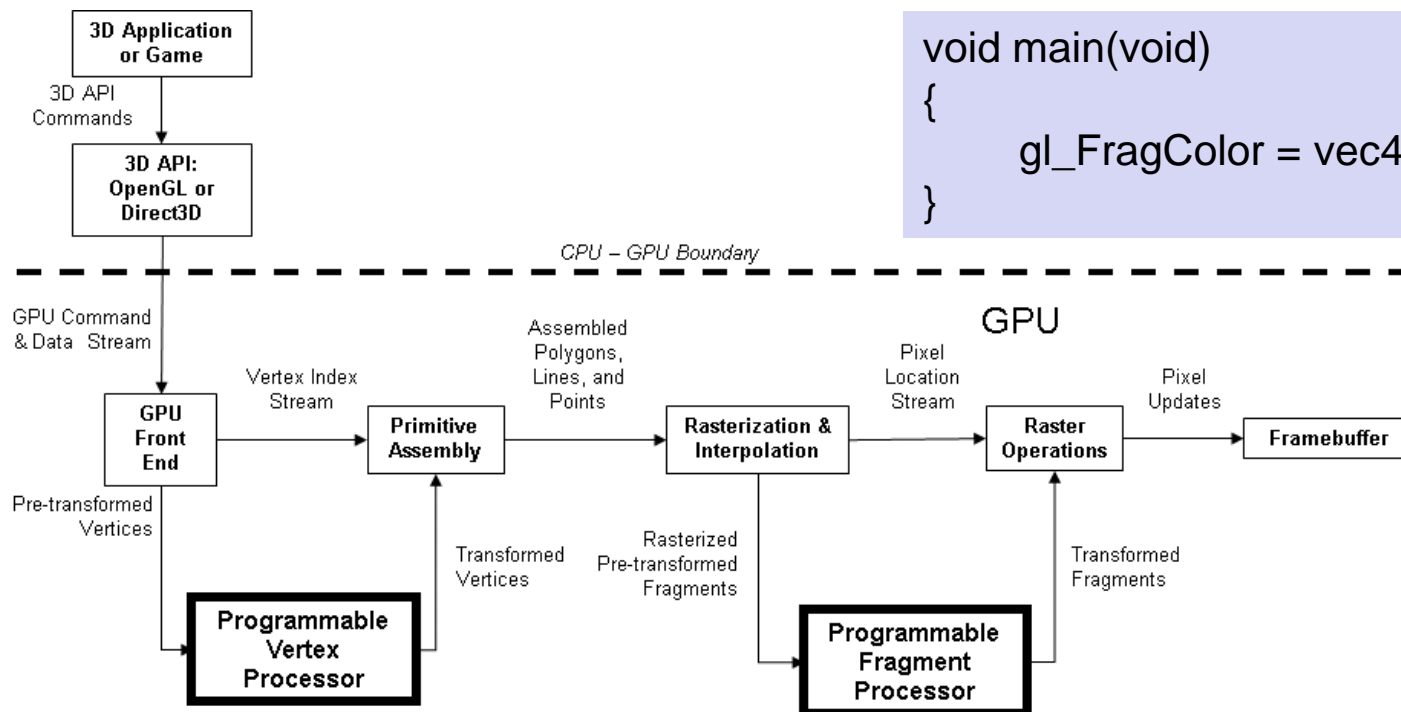 3D Application
or Game
void main(void)
{
gl_FragColor = vec4
}
3D API
Commands
3D API:
OpenGL or
Direct3D
CPU – GPU Boundary
GPU Command
& Data Stream
GPU
Assembled
Polygons,
Lines, and
Points
Vertex Index
Stream
Pixel
Location
Stream
Pixel
Updates
GPU
Front
End
Primitive
Assembly
Rasterization &
Interpolation
Raster
Operations
Framebuffer
Pre-transformed
Vertices
Transformed
Vertices
Rasterized
Pre-transformed
Fragments
Transformed
Fragments
Programmable
Vertex
Processor
Programmable
Fragment
Processor